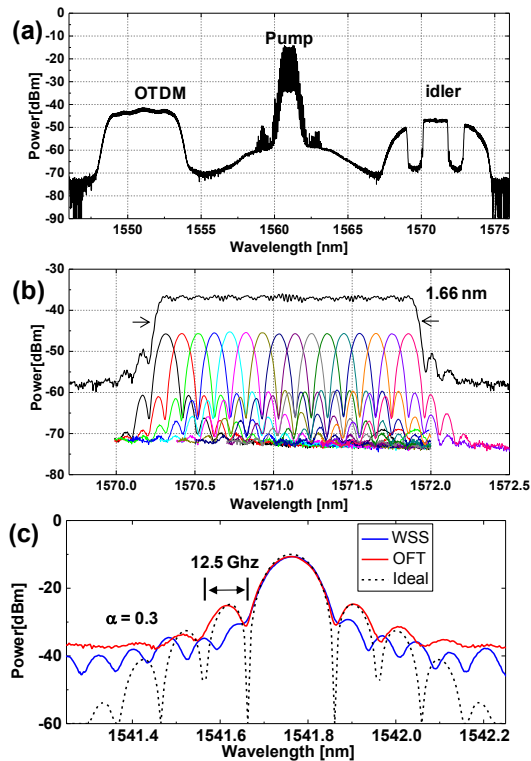 (a)
0
-10
-20
-30
-40
-50
-60
-70
-80
-90
Power[dBm]
OTDM
Pump
idler
1550 1555 1560 1565 1570 1575
Wavelength [nm]
(b)
-30
-40
-50
-60
-70
-80
Power[dBm]
1.66 nm
1570.0 1570.5 1571.0 1571.5 1572.0 1572.5
Wavelength [nm]
(c)
0
-20
-40
-60
Power[dBm]
12.5 Ghz
α = 0.3
WSS
OFT
Ideal
1541.4 1541.6 1541.8 1542.0 1542.2
Wavelength [nm]